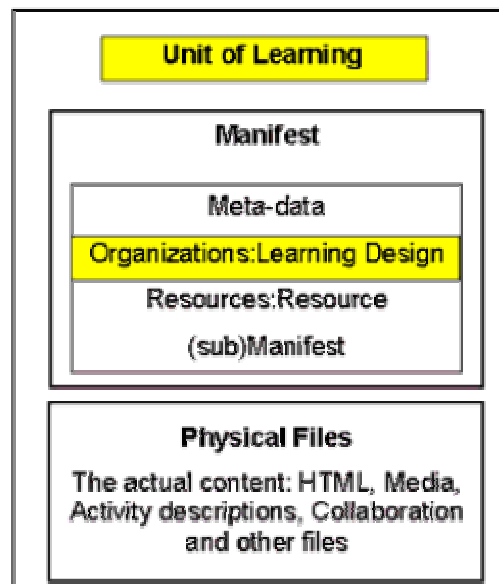 Unit of Learning
Manifest
Meta-data
Organizations:Learning Design
Resources:Resource
(sub)Manifest
Physical Files
The actual content: HTML, Media,
Activity descriptions, Collaboration
and other files